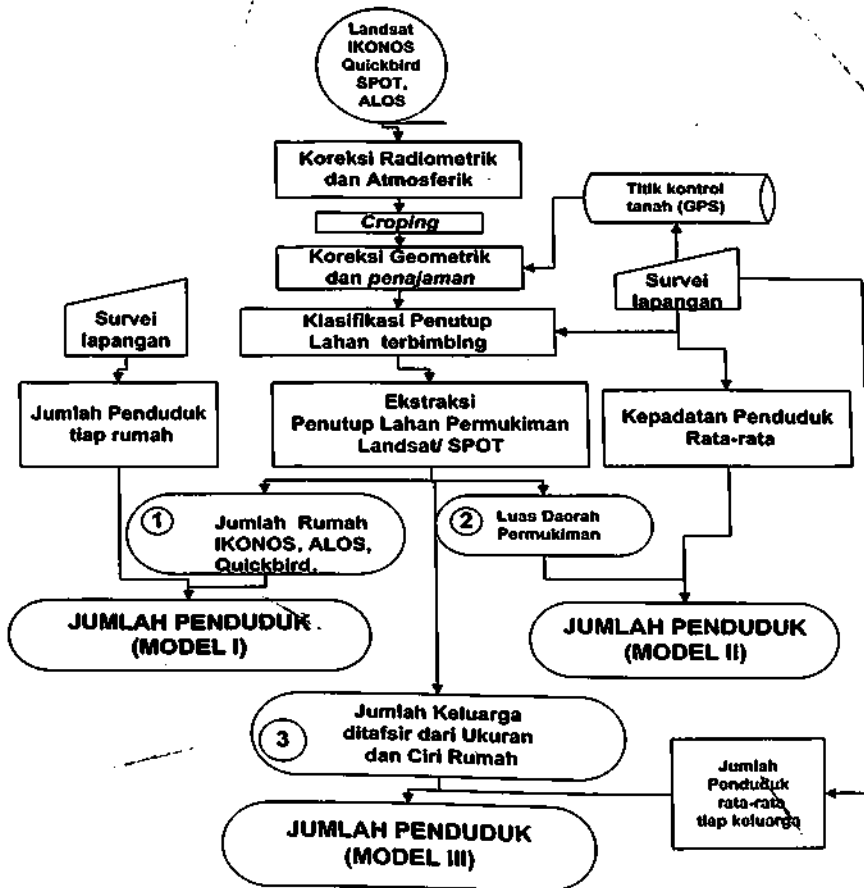 Landsat
IKONOS
Quickbird
SPOT,
ALOS
Koreksi Radiometrik
dan Atmosferik
Croping
Titik kontrol
tanah (GPS)
Koreksi Geometrik
dan penajaman
Survei
lapangan
Survei
lapangan
Klasifikasi Penutup
Lahan terbimbing
Jumlah Penduduk
tiap rumah
Ekstraksi
Penutup Lahan Permukiman
Landsat/ SPOT
Kepadatan Penduduk
Rata-rata
1
Jumlah Rumah
IKONOS, ALOS,
Quickbird.
2
Luas Daorah
Permukiman
JUMLAH PENDUDUK
(MODEL I)
JUMLAH PENDUDUK
(MODEL II)
3
Jumlah Keluarga
ditafsir dari Ukuran
dan Ciri Rumah
Jumlah
Penduduk
rata-rata
tiap keluarga
JUMLAH PENDUDUK
(MODEL III)